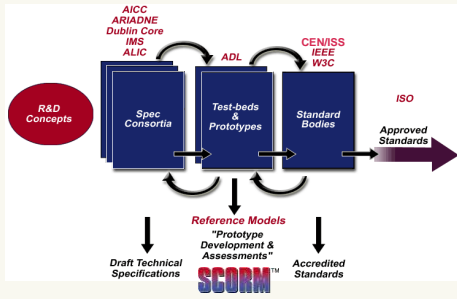 AICC
ARIADNE
Dublin Core
IMS
ALIC
ADL
CEN/ISS
IEEE
W3C
ISO
R&D
Concepts
Spec
Consortia
Test-beds
&
Prototypes
Standard
Bodies
Approved
Standards
Reference Models
"Prototype
Development &
Assessments"
Draft Technical
Specifications
SCORM™
Accredited
Standards